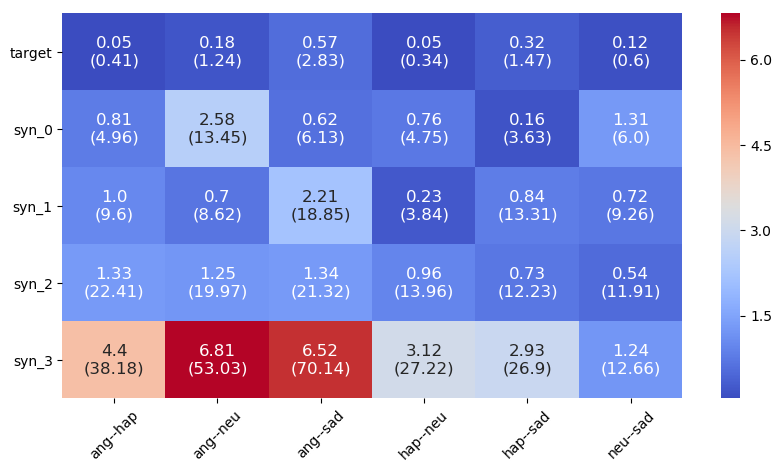 target
0.05 0.18 0.57 0.05 0.32 0.12
(0.41) (1.24) (2.83) (0.34) (1.47) (0.6)
syn_0
0.81 2.58 0.62 0.76 0.16 1.31
(4.96) (13.45) (6.13) (4.75) (3.63) (6.0)
syn_1
1.0 0.7 2.21 0.23 0.84 0.72
(9.6) (8.62) (18.85) (3.84) (13.31) (9.26)
syn_2
1.33 1.25 1.34 0.96 0.73 0.54
(22.41) (19.97) (21.32) (13.96) (12.23) (11.91)
syn_3
4.4 6.81 6.52 3.12 2.93 1.24
(38.18) (53.03) (70.14) (27.22) (26.9) (12.66)
ang--hap ang--neu ang--sad hap--neu hap--sad neu--sad
6.0
4.5
3.0
1.5